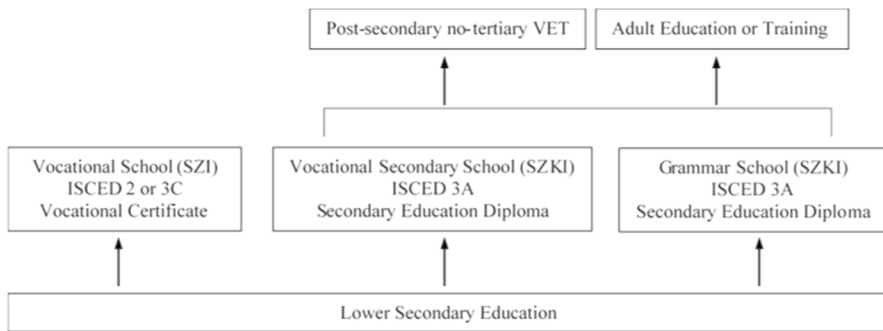 Post-secondary no-tertiary VET
Adult Education or Training
Vocational School (SZI)
ISCED 2 or 3C
Vocational Certificate
Vocational Secondary School (SZKI)
ISCED 3A
Secondary Education Diploma
Grammar School (SZKI)
ISCED 3A
Secondary Education Diploma
Lower Secondary Education